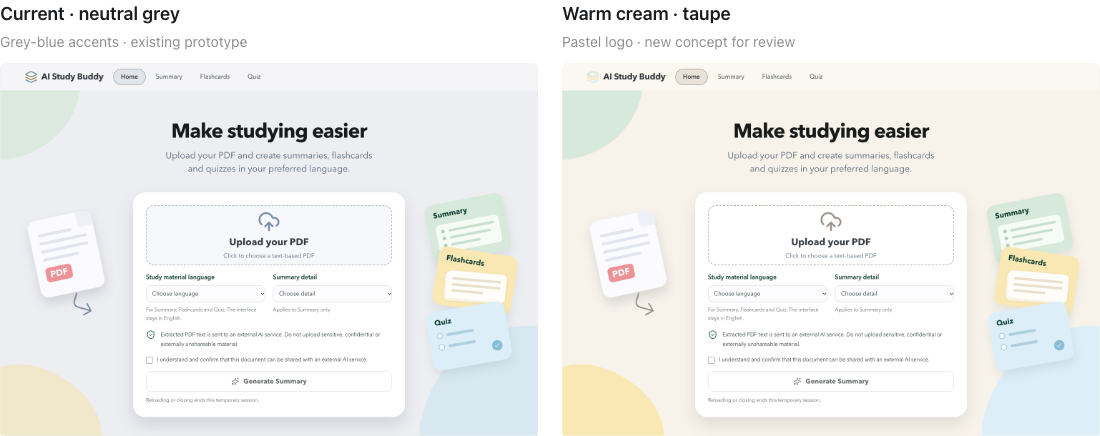 Current · neutral grey
Grey-blue accents · existing prototype
AI Study Buddy Home Summary Flashcards Quiz
Make studying easier
Upload your PDF and create summaries, flashcards
and quizzes in your preferred language.
PDF
Upload your PDF
Click to choose a text-based PDF
Study material language Summary detail
Choose language Choose detail
For Summary, Flashcards and Quiz. The interface Applies to Summary only.
stays in English.
Extracted PDF text is sent to an external AI service. Do not upload sensitive, confidential or
externally unshareable material.
I understand and confirm that this document can be shared with an external AI service.
Generate Summary
Reloading or closing ends this temporary session.
Summary
Flashcards
Quiz
Warm cream · taupe
Pastel logo · new concept for review
AI Study Buddy Home Summary Flashcards Quiz
Make studying easier
Upload your PDF and create summaries, flashcards
and quizzes in your preferred language.
PDF
Upload your PDF
Click to choose a text-based PDF
Study material language Summary detail
Choose language Choose detail
For Summary, Flashcards and Quiz. The interface Applies to Summary only.
stays in English.
Extracted PDF text is sent to an external AI service. Do not upload sensitive, confidential or
externally unshareable material.
I understand and confirm that this document can be shared with an external AI service.
Generate Summary
Reloading or closing ends this temporary session.
Summary
Flashcards
Quiz